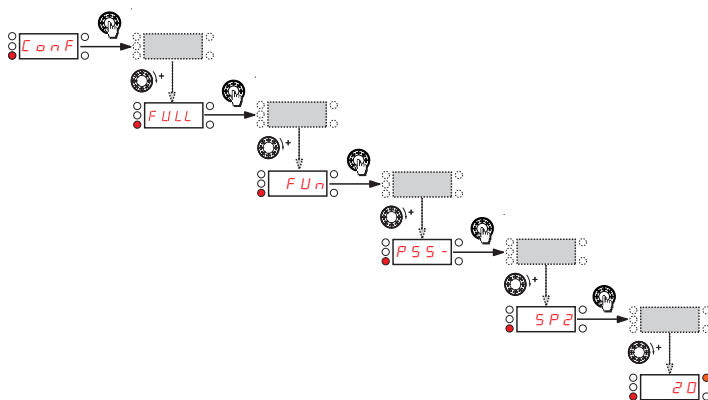 ConF
+
FULL
+
FUn
+
PSS-
+
SP2
+
20